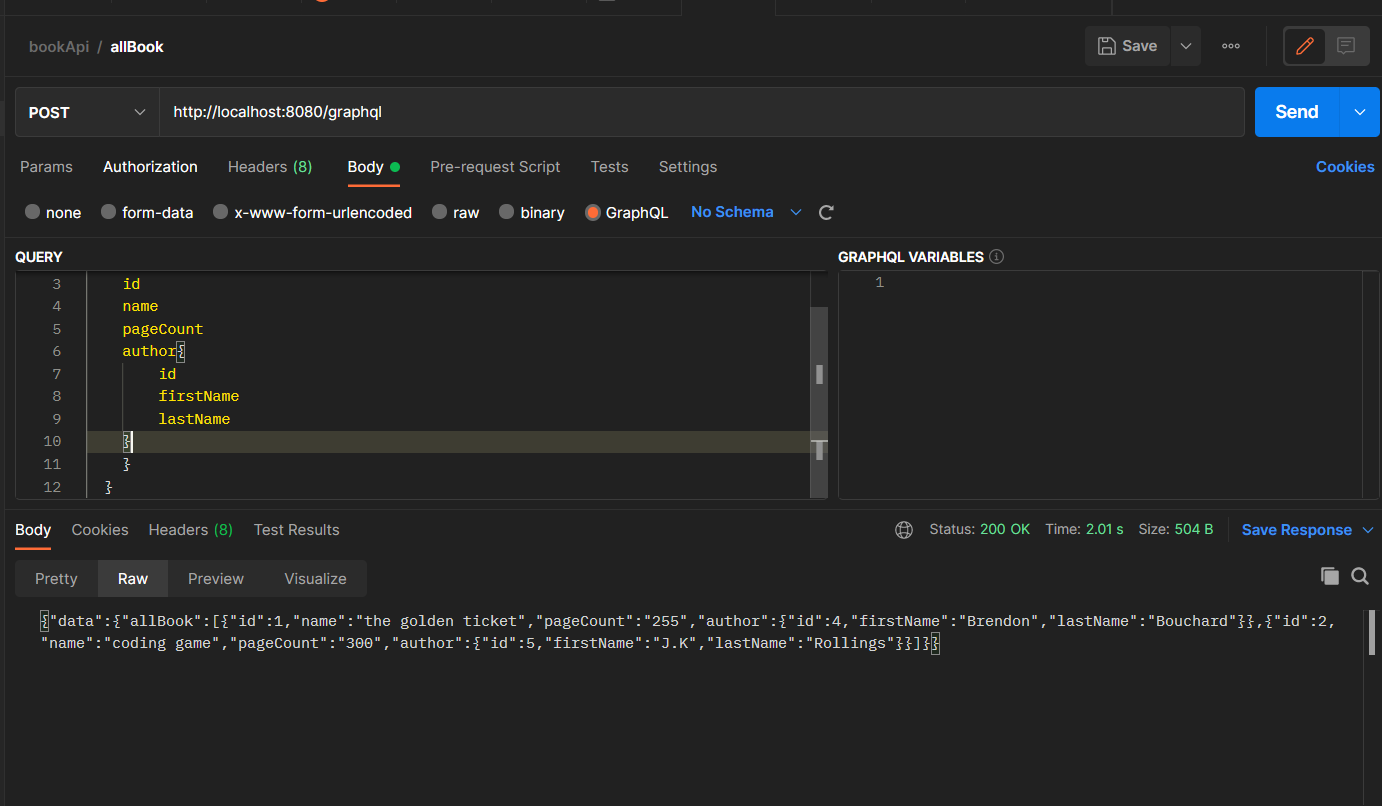 bookApi / allBook
Save
POST
http://localhost:8080/graphql
Send
Params Authorization Headers (8) Body Pre-request Script Tests Settings Cookies
none form-data x-www-form-urlencoded raw binary GraphQL No Schema
QUERY
3 id
4 name
5 pageCount
6 author{
7 id
8 firstName
9 lastName
10 }
11 }
12 }
GRAPHQL VARIABLES
1
Body Cookies Headers (8) Test Results Status: 200 OK Time: 2.01 s Size: 504 B Save Response
Pretty Raw Preview Visualize
{"data":{"allBook":[{"id":1,"name":"the golden ticket","pageCount":"255","author":{"id":4,"firstName":"Brendon","lastName":"Bouchard"}},{"id":2,
"name":"coding game","pageCount":"300","author":{"id":5,"firstName":"J.K","lastName":"Rollings"}}]}}